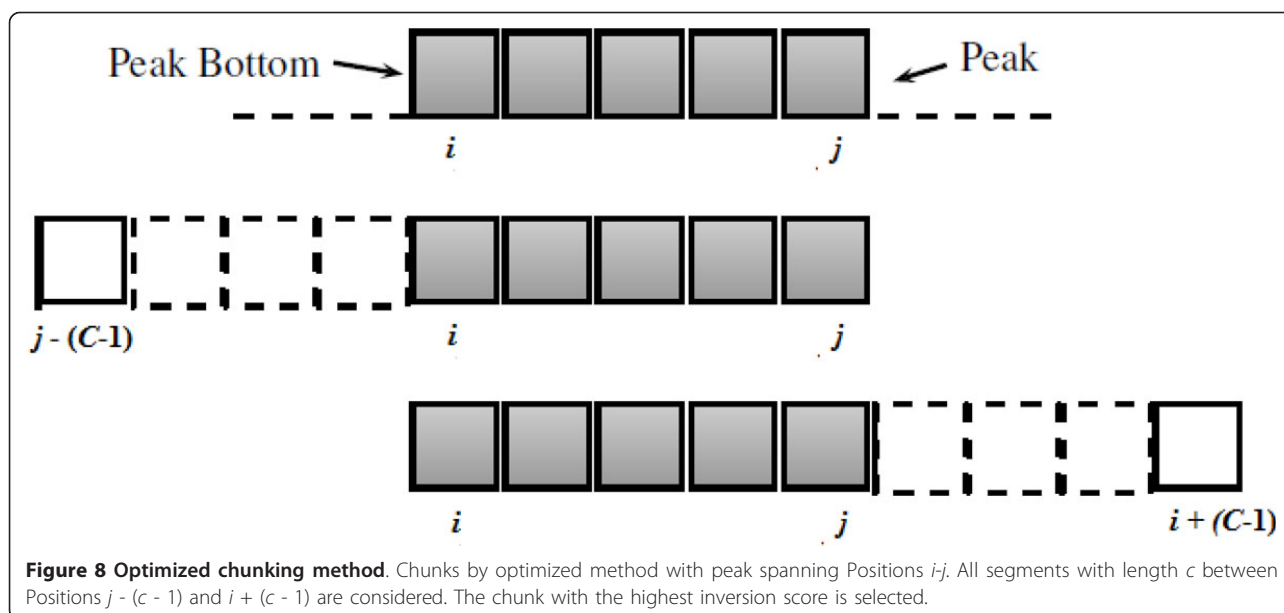 Peak Bottom
Peak
i
j
j - (C-1)
i
j
i
j
i + (C-1)
Figure 8 Optimized chunking method. Chunks by optimized method with peak spanning Positions i-j. All segments with length c between
Positions j - (c - 1) and i + (c - 1) are considered. The chunk with the highest inversion score is selected.